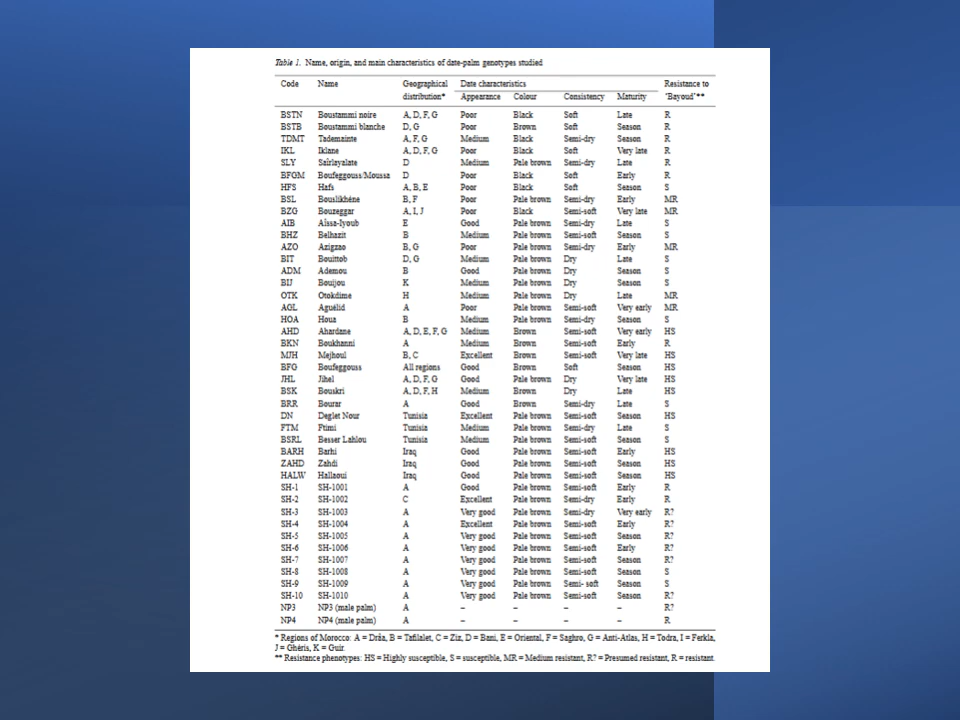 Table 1. Name, origin, and main characteristics of date-palm genotypes studied
Code Name Geographical Date characteristics Resistance to
distribution* Appearance Colour Consistency Maturity 'Bayoud'**
BSTN Boustammi noire A, D, F, G Poor Black Soft Late R
BSTB Boustammi blanche D, G Poor Brown Soft Season R
TDMT Tademainte A, F, G Medium Black Semi-dry Season R
IKL Iklane A, D, F, G Poor Black Soft Very late R
SLY Saîrlayalate D Medium Pale brown Semi-dry Late R
BFGM Boufeggouss/Moussa D Poor Black Soft Early R
HFS Hafs A, B, E Poor Black Soft Season S
BSL Bouslikhène B, F Poor Pale brown Semi-dry Early MR
BZG Bouzeggar A, I, J Poor Black Semi-soft Very late MR
AIB Aîssa-Iyoub E Good Pale brown Semi-dry Late S
BHZ Belhazit B Medium Pale brown Semi-soft Season S
AZO Azigzao B, G Poor Pale brown Semi-dry Early MR
BIT Bouittob D, G Medium Pale brown Dry Late S
ADM Ademou B Good Pale brown Dry Season S
BIJ Bouijou K Medium Pale brown Dry Season S
OTK Otokdime H Medium Pale brown Dry Late MR
AGL Aguélid A Poor Pale brown Semi-soft Very early MR
HOA Houa B Medium Pale brown Semi-dry Season S
AHD Ahardane A, D, E, F, G Medium Brown Semi-soft Very early HS
BKN Boukhanni A Medium Brown Semi-soft Early R
MJH Mejhoul B, C Excellent Brown Semi-soft Very late HS
BFG Boufeggouss All regions Good Brown Soft Season HS
JHL Jihel A, D, F, G Good Pale brown Dry Very late HS
BSK Bouskri A, D, F, H Medium Brown Dry Late HS
BRR Bourar A Good Brown Semi-dry Late S
DN Deglet Nour Tunisia Excellent Pale brown Semi-soft Season HS
FTM Ftimi Tunisia Medium Pale brown Semi-dry Late S
BSRL Besser Lahlou Tunisia Medium Pale brown Semi-soft Season S
BARH Barhi Iraq Good Pale brown Semi-soft Early HS
ZAHD Zahdi Iraq Good Pale brown Semi-soft Season HS
HALW Hallaoui Iraq Good Pale brown Semi-soft Season HS
SH-1 SH-1001 A Good Pale brown Semi-soft Early R
SH-2 SH-1002 C Excellent Pale brown Semi-dry Early R
SH-3 SH-1003 A Very good Pale brown Semi-dry Very early R?
SH-4 SH-1004 A Excellent Pale brown Semi-soft Early R?
SH-5 SH-1005 A Very good Pale brown Semi-soft Season R?
SH-6 SH-1006 A Very good Pale brown Semi-soft Early R?
SH-7 SH-1007 A Very good Pale brown Semi-soft Season R?
SH-8 SH-1008 A Very good Pale brown Semi-soft Season S
SH-9 SH-1009 A Very good Pale brown Semi- soft Season S
SH-10 SH-1010 A Very good Pale brown Semi-soft Season R?
NP3 NP3 (male palm) A – – – – R?
NP4 NP4 (male palm) A – – – – R
* Regions of Morocco: A = Drâa, B = Tafilalet, C = Ziz, D = Bani, E = Oriental, F = Saghro, G = Anti-Atlas, H = Todra, I = Ferkla,
J = Ghéris, K = Guir.
** Resistance phenotypes: HS = Highly susceptible, S = susceptible, MR = Medium resistant, R? = Presumed resistant, R = resistant.